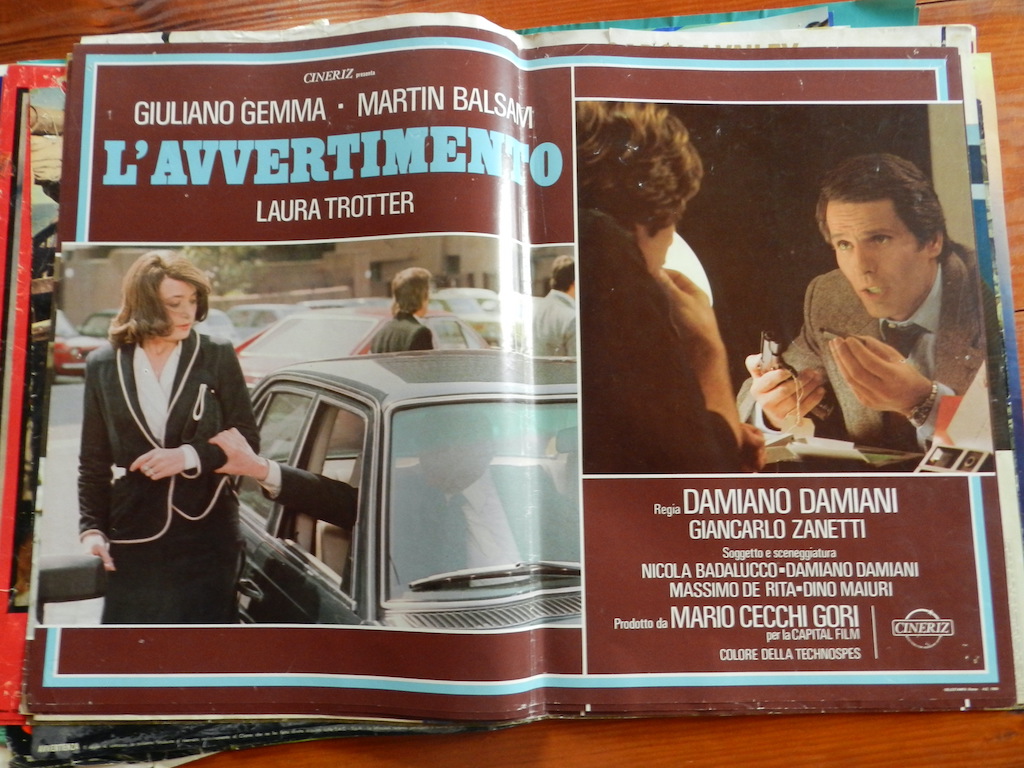 CINERIZ presenta
GIULIANO GEMMA · MARTIN BALSAM
L'AVVERTIMENTO
LAURA TROTTER
Regia DAMIANO DAMIANI
GIANCARLO ZANETTI
Soggetto e sceneggiatura
NICOLA BADALUCCO-DAMIANO DAMIANI
MASSIMO DE RITA-DINO MAIURI
Prodotto da MARIO CECCHI GORI
per la CAPITAL FILM
COLORE DELLA TECHNOSPES
CINERIZ
AVVERTENZA